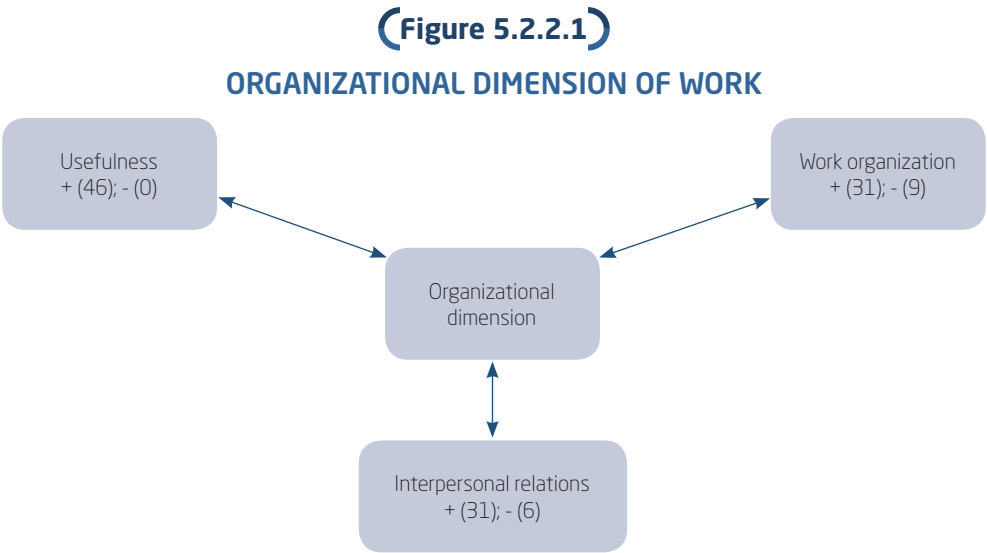 Figure 5.2.2.1
ORGANIZATIONAL DIMENSION OF WORK
Usefulness
+ (46); - (0)
Work organization
+ (31); - (9)
Organizational
dimension
Interpersonal relations
+ (31); - (6)